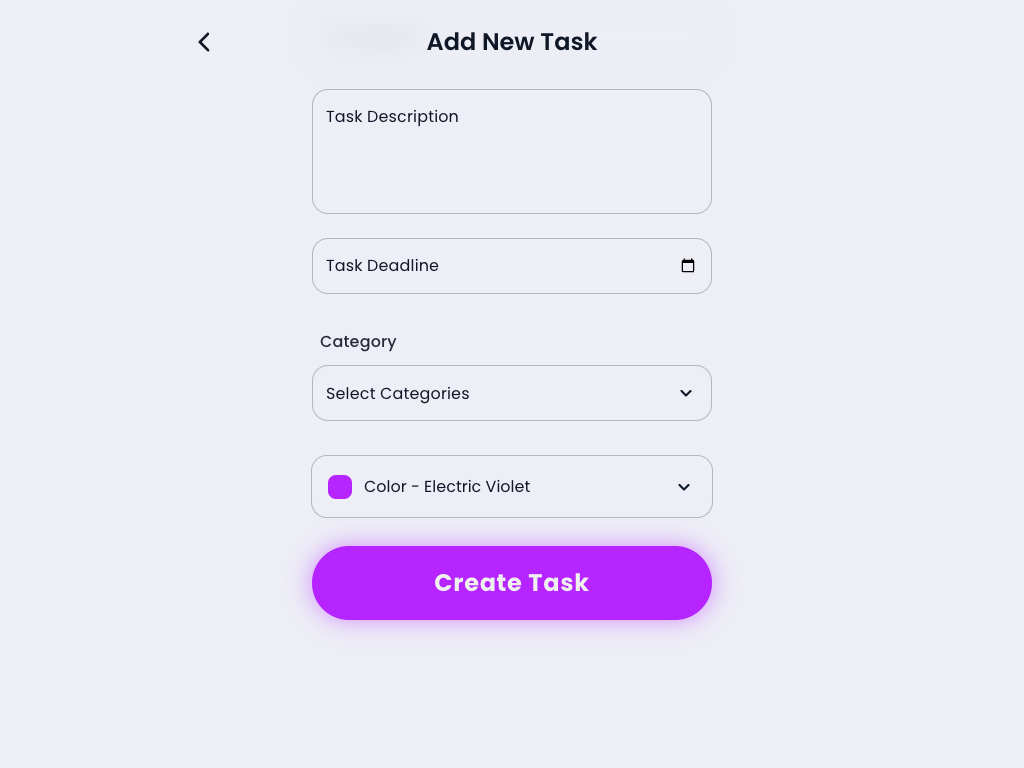 Add New Task
Task Description
Task Deadline
Category
Select Categories
Color - Electric Violet
Create Task